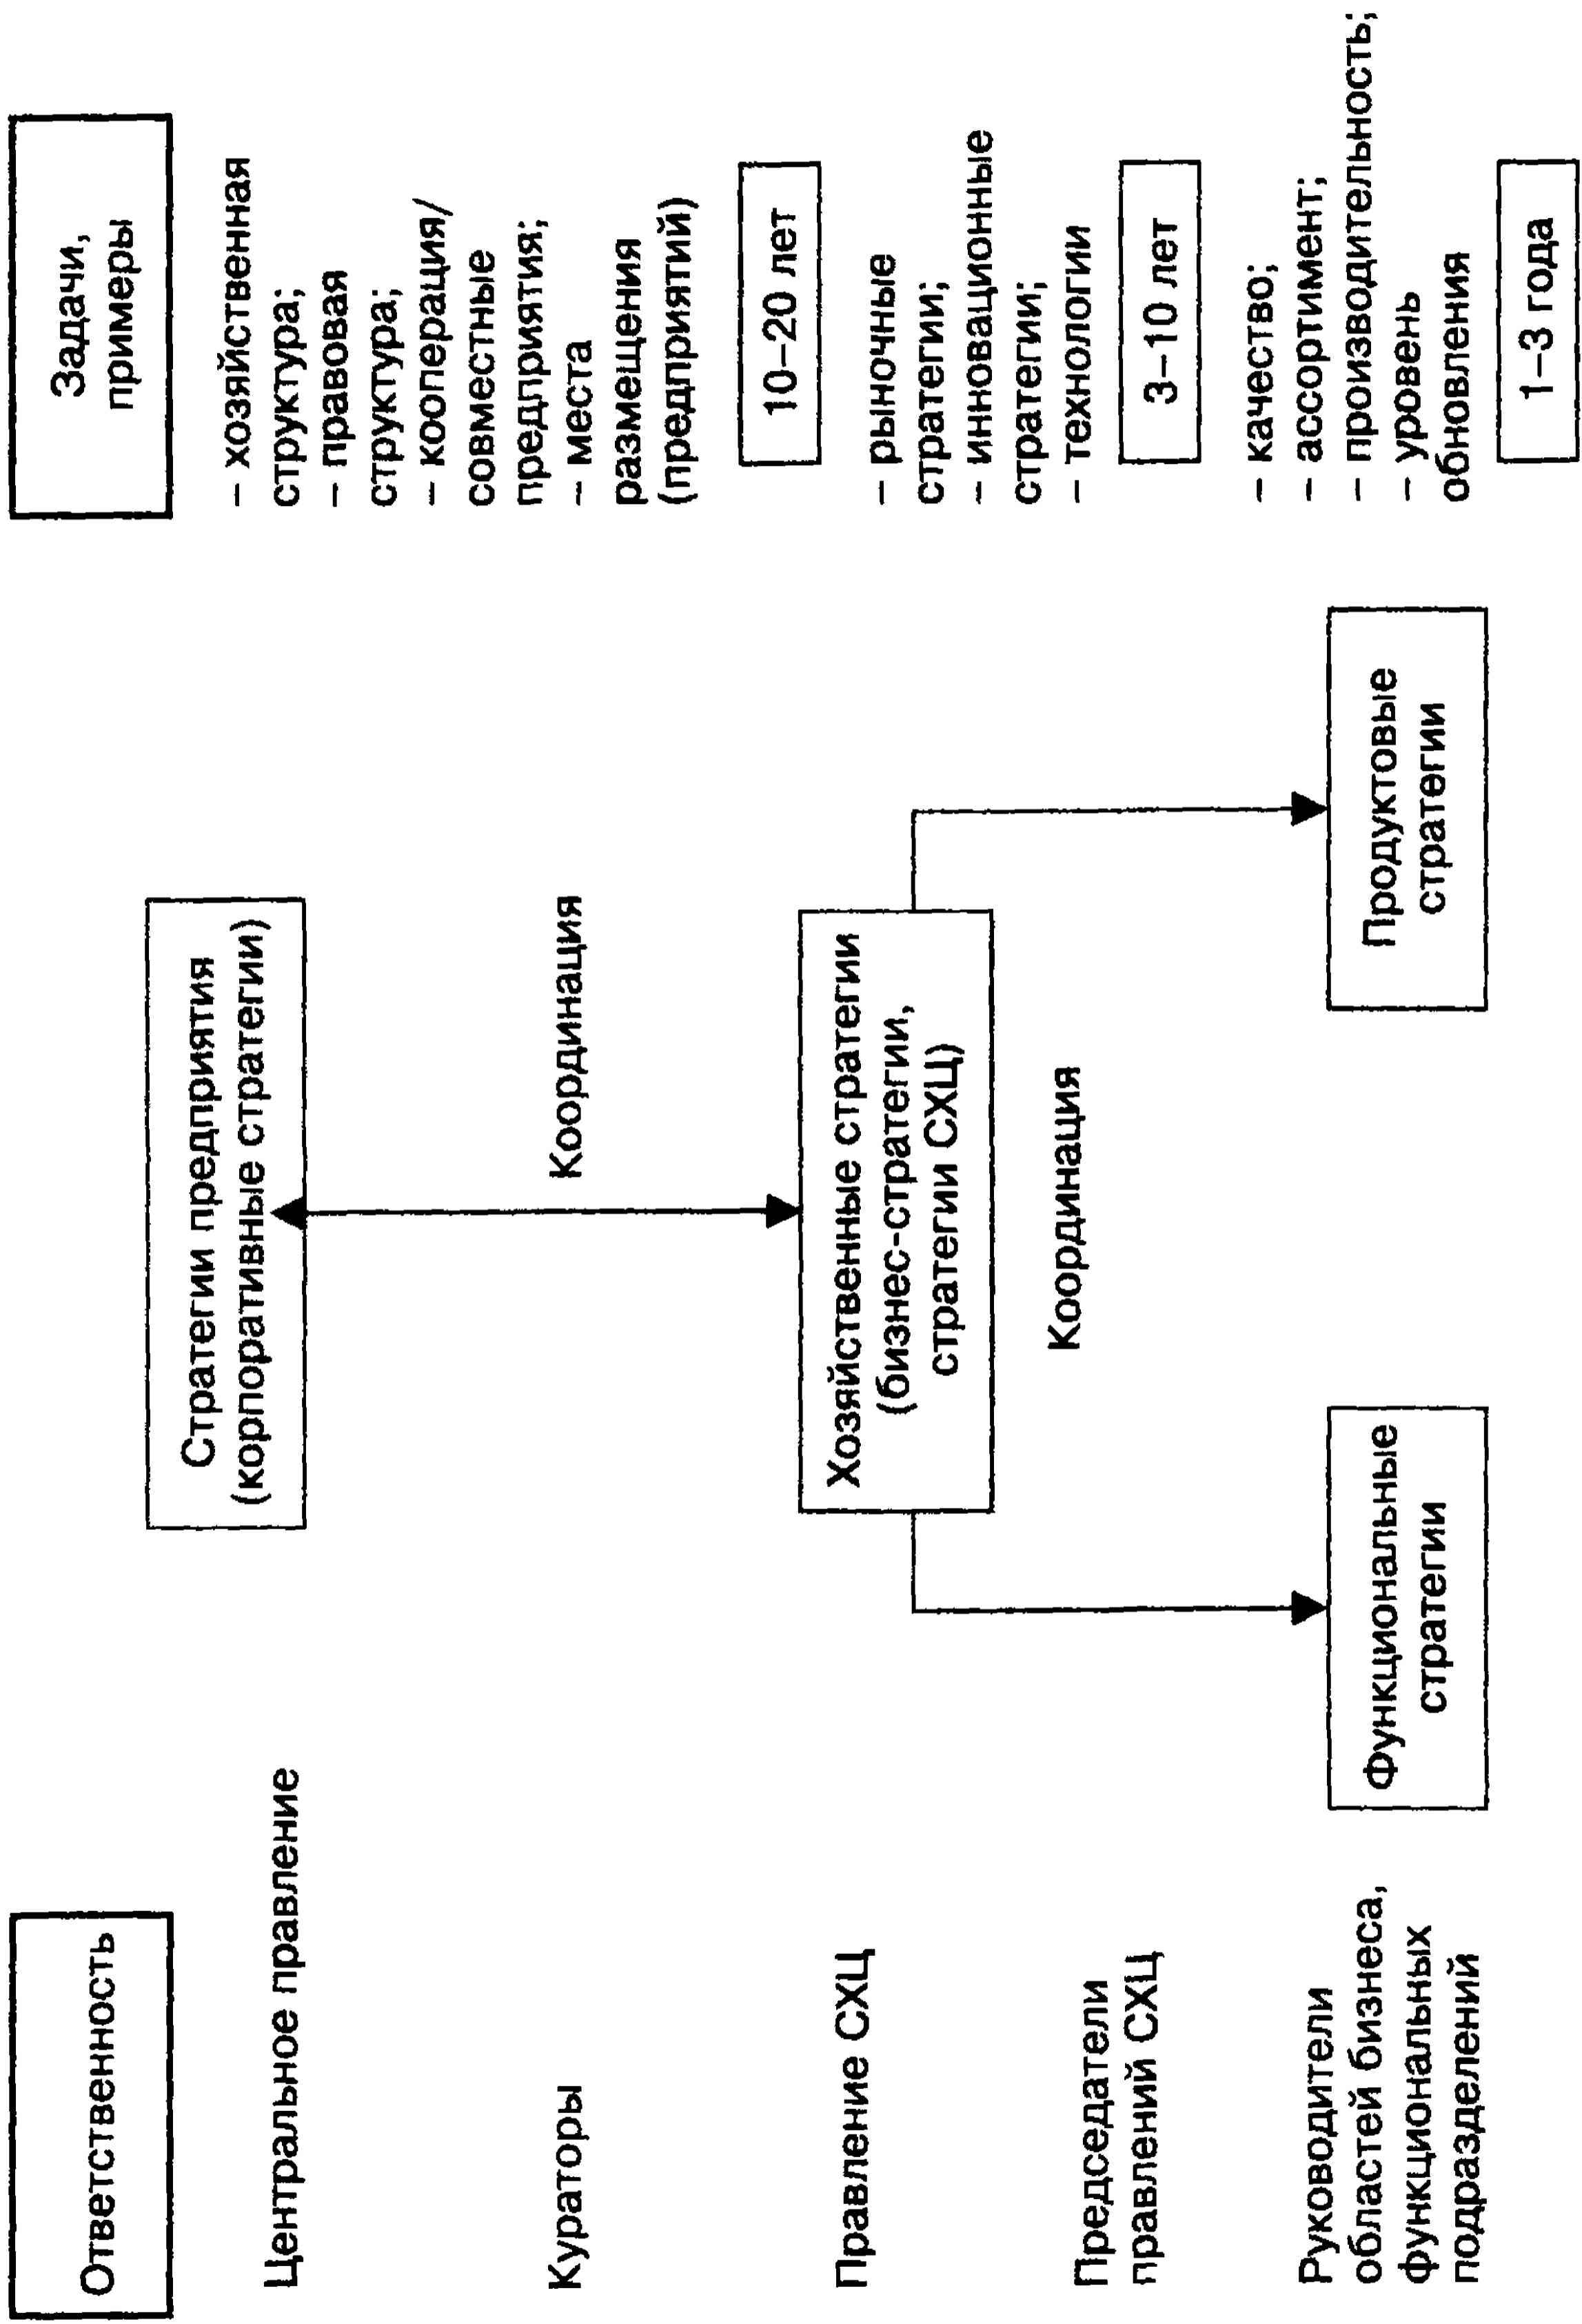 Ответственность
Центральное правление
Кураторы
Правление СХЦ
Председатели
правлений СХЦ
Руководители
областей бизнеса,
функциональных
подразделений
Стратегии предприятия
(корпоративные стратегии)
Координация
Хозяйственные стратегии
(бизнес-стратегии,
стратегии СХЦ)
Координация
Функциональные
стратегии
Продуктовые
стратегии
Задачи,
примеры
– хозяйственная
структура;
– правовая
структура;
– кооперация/
совместные
предприятия;
– места
размещения
(предприятий)
10–20 лет
– рыночные
стратегии;
– инновационные
стратегии;
– технологии
3–10 лет
– качество;
– ассортимент;
– производительность;
– уровень
обновления
1–3 года